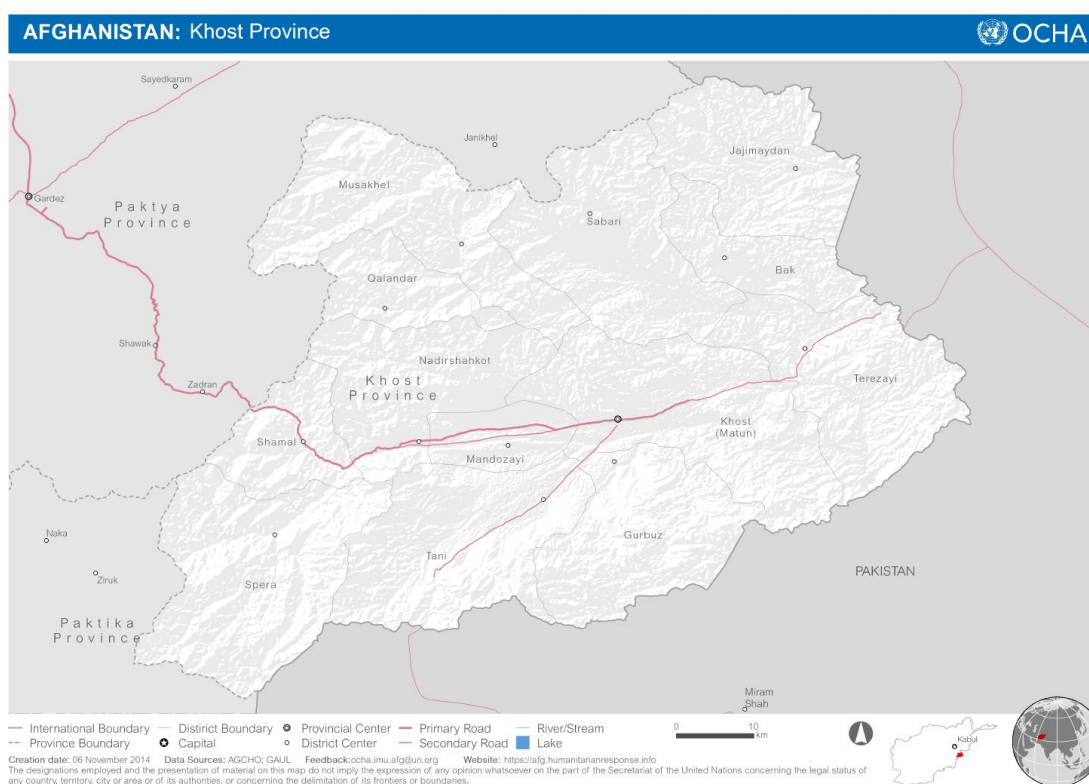 AFGHANISTAN: Khost Province
OCHA
Sayedkaram
Janikhel
Jajimaydan
Musakhel
Gardez
Paktya
Province
Sabari
Bak
Qalandar
Shawak
Nadirshahkot
Zadran
Khost
Province
Terezayi
Shamal
Khost
(Matun)
Mandozayi
Naka
Gurbuz
Tani
PAKISTAN
Ziruk
Spera
Paktika
Province
Miram
Shah
International Boundary
Province Boundary
Disticit Boundary
Capital
Provincial Center
District Center
Primary Road
Secondary Road
River/Stream
Lake
0 10
km
Kabul
Creation date: 06 November 2014 Data Sources: AGCHO; GAUL Feedback:ocha.imu.afg@un.org Website: https://afg.humanitarianresponse.info
The designations employed and the presentation of material on this map do not imply the expression of any opinion whatsoever on the part of the Secretariat of the United Nations concerning the legal status of
any country, territory, city or area or of its authorities, or concerning the delimitation of its frontiers or boundaries.